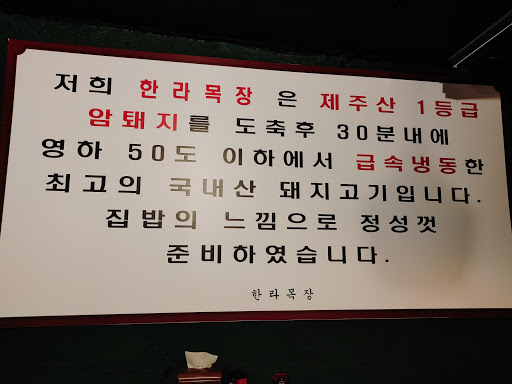 저희 한라목장 은 제주산 1등급
암퇘지를 도축후 30분내에
영하 50도 이하에서 급속냉동한
최고의 국내산 돼지고기입니다.
집밥의 느낌으로 정성껏
준비하였습니다.
한라목장